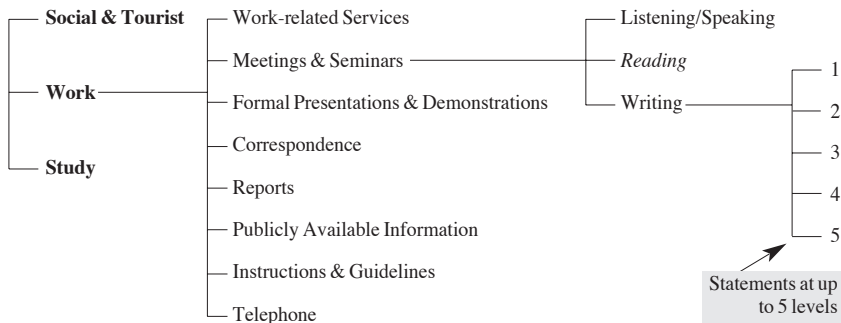 Social & Tourist
Work
Study
Work-related Services
Meetings & Seminars
Formal Presentations & Demonstrations
Correspondence
Reports
Publicly Available Information
Instructions & Guidelines
Telephone
Listening/Speaking
Reading
Writing
1
2
3
4
5
Statements at up
to 5 levels